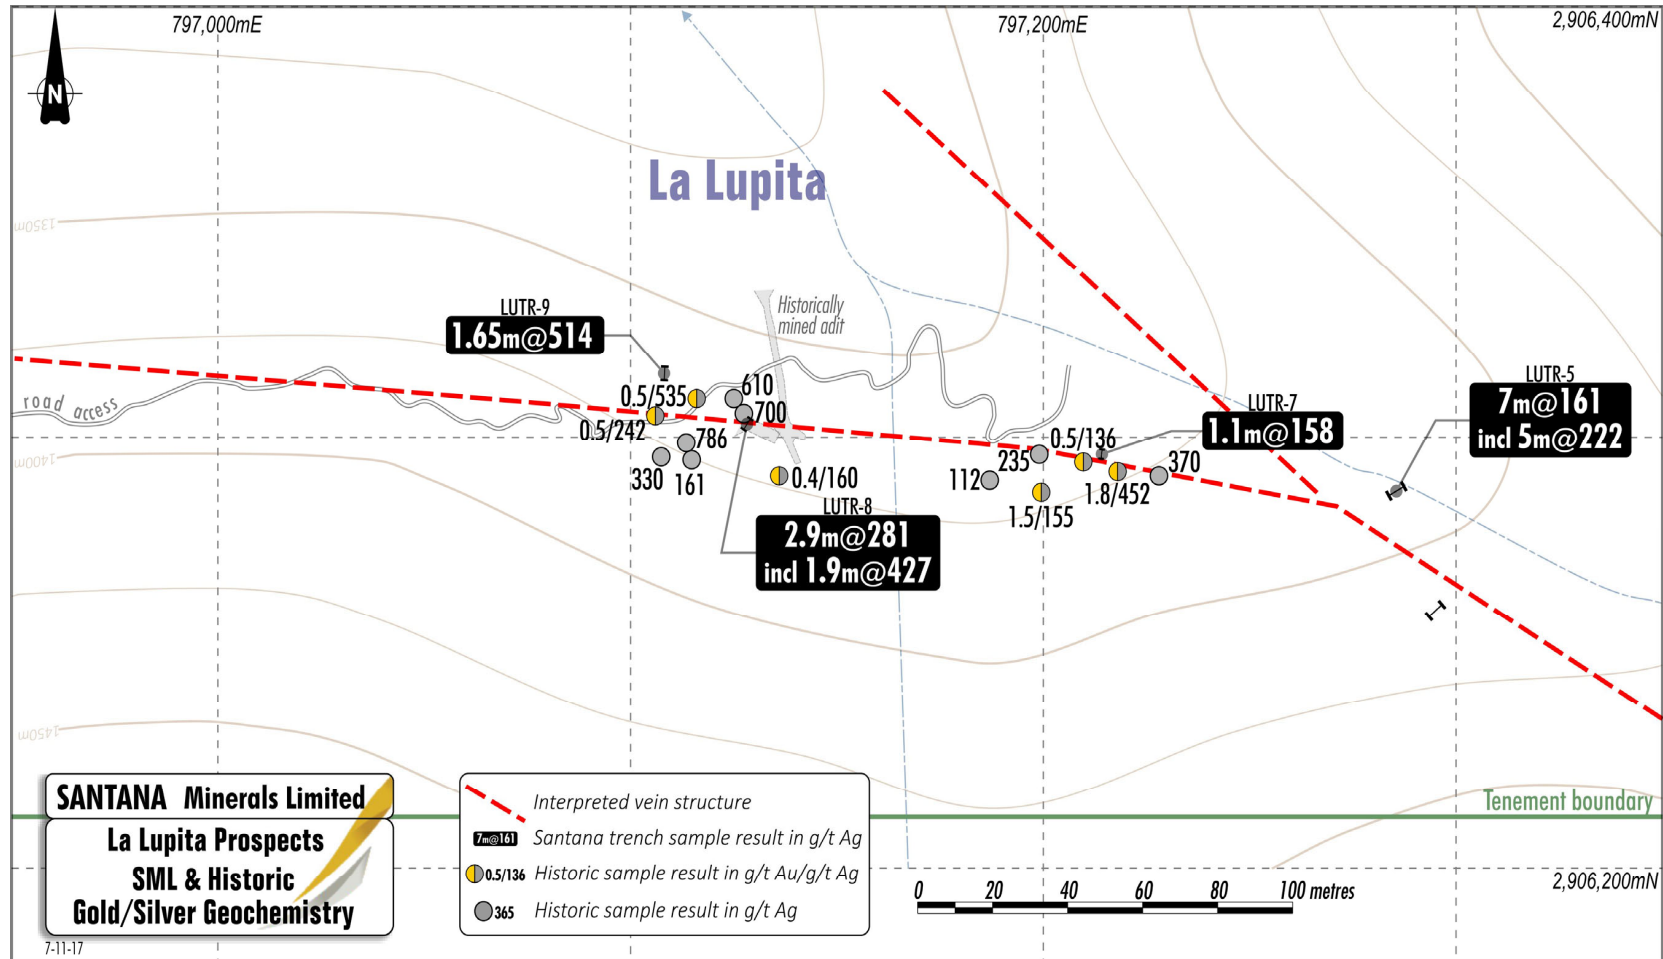 797,000mE
797,200mE
2,906,400mN
N
La Lupita
1350m
LUTR-9
1.65m@514
Historically
mined adit
610
0.5/535
700
road access
0.5/242
786
330
161
0.4/160
LUTR-8
2.9m@281
incl 1.9m@427
LUTR-7
1.1m@158
0.5/136
235
112
370
1.8/452
1.5/155
LUTR-5
7m@161
incl 5m@222
1400m
1450m
Tenement boundary
SANTANA Minerals Limited
La Lupita Prospects
SML & Historic
Gold/Silver Geochemistry
7-11-17
Interpreted vein structure
7m@161 Santana trench sample result in g/t Ag
0.5/136 Historic sample result in g/t Au/g/t Ag
365 Historic sample result in g/t Ag
0 20 40 60 80 100 metres
2,906,200mN